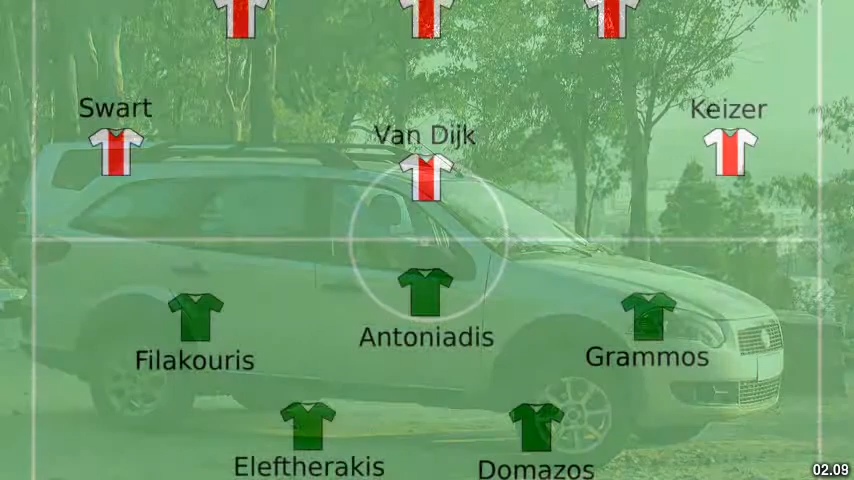 Swart
Van Dijk
Keizer
Filakouris
Antoniadis
Grammos
Eleftherakis
Domazos
02.09